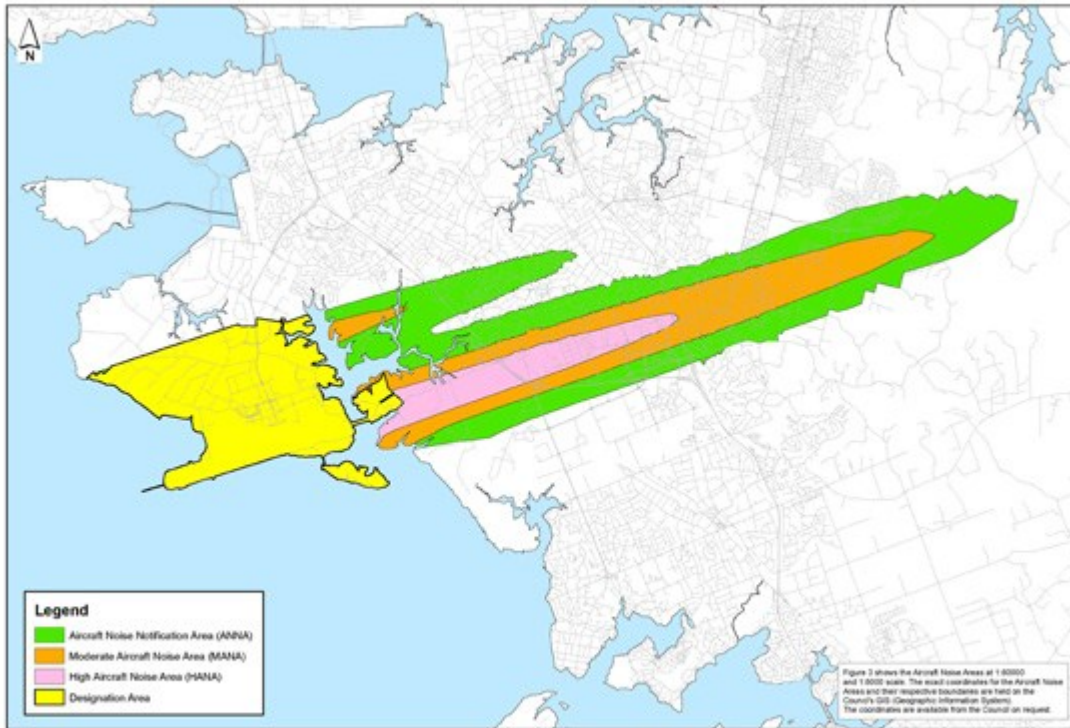 N
Legend
Aircraft Noise Notification Area (ANNA)
Moderate Aircraft Noise Area (MANA)
High Aircraft Noise Area (HANA)
Designation Area
Figure 3 shows the Aircraft Noise Areas at 1:60000
and 1:6000 scale. The exact coordinates for the Aircraft Noise
Areas and their respective boundaries are held on the
Council's GIS (Geographic Information System).
The coordinates are available from the Council on request.